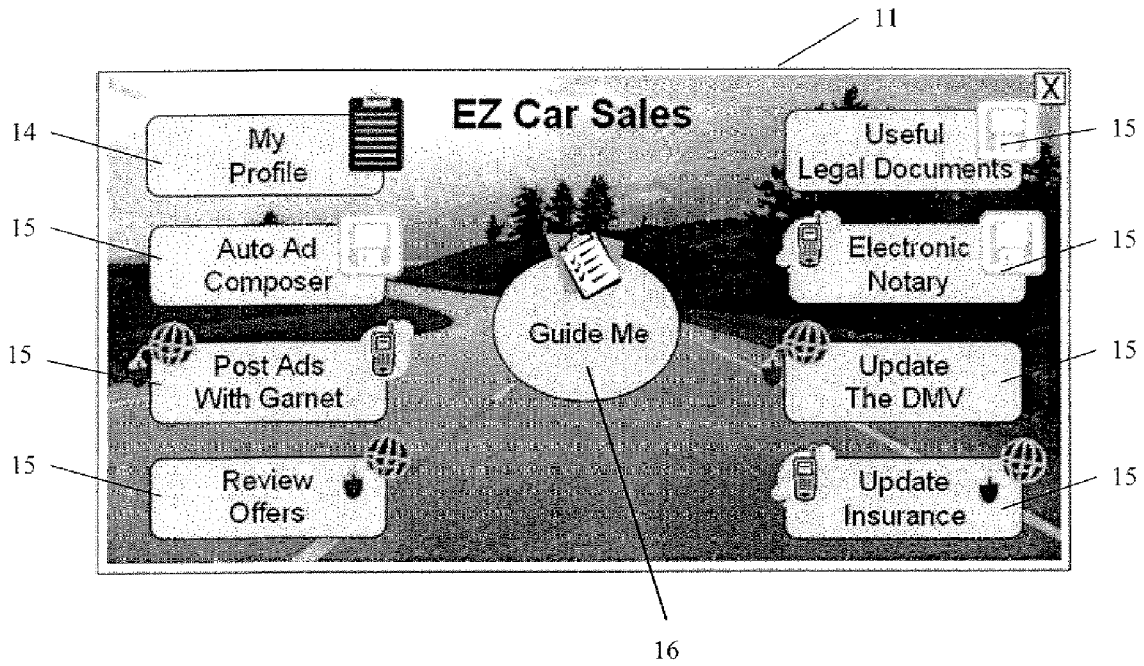 11
EZ Car Sales
X
14
My
Profile
Useful
Legal Documents
15
15
Auto Ad
Composer
Electronic
Notary
15
Guide Me
15
Post Ads
With Garnet
Update
The DMV
15
15
Review
Offers
Update
Insurance
15
16